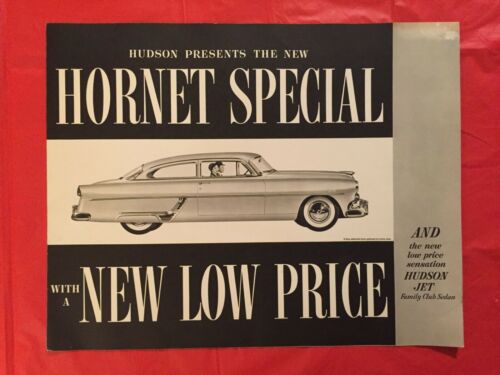 HUDSON PRESENTS THE NEW
HORNET SPECIAL
WITH
A
NEW LOW PRICE
AND
the new
low price
sensation
HUDSON
JET
Family Club Sedan